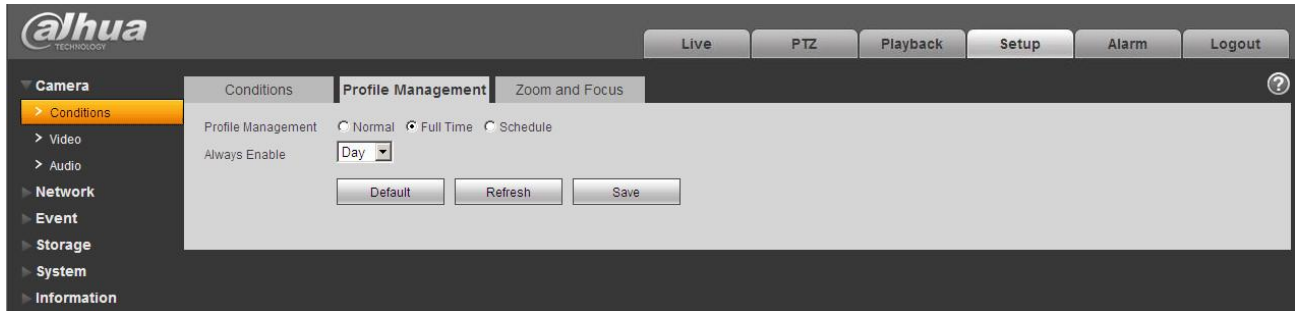 alhua
TECHNOLOGY
Live PTZ Playback Setup Alarm Logout
Camera
> Conditions
> Video
> Audio
Network
Event
Storage
System
Information
Conditions Profile Management Zoom and Focus
?
Profile Management Normal Full Time Schedule
Always Enable Day
Default Refresh Save